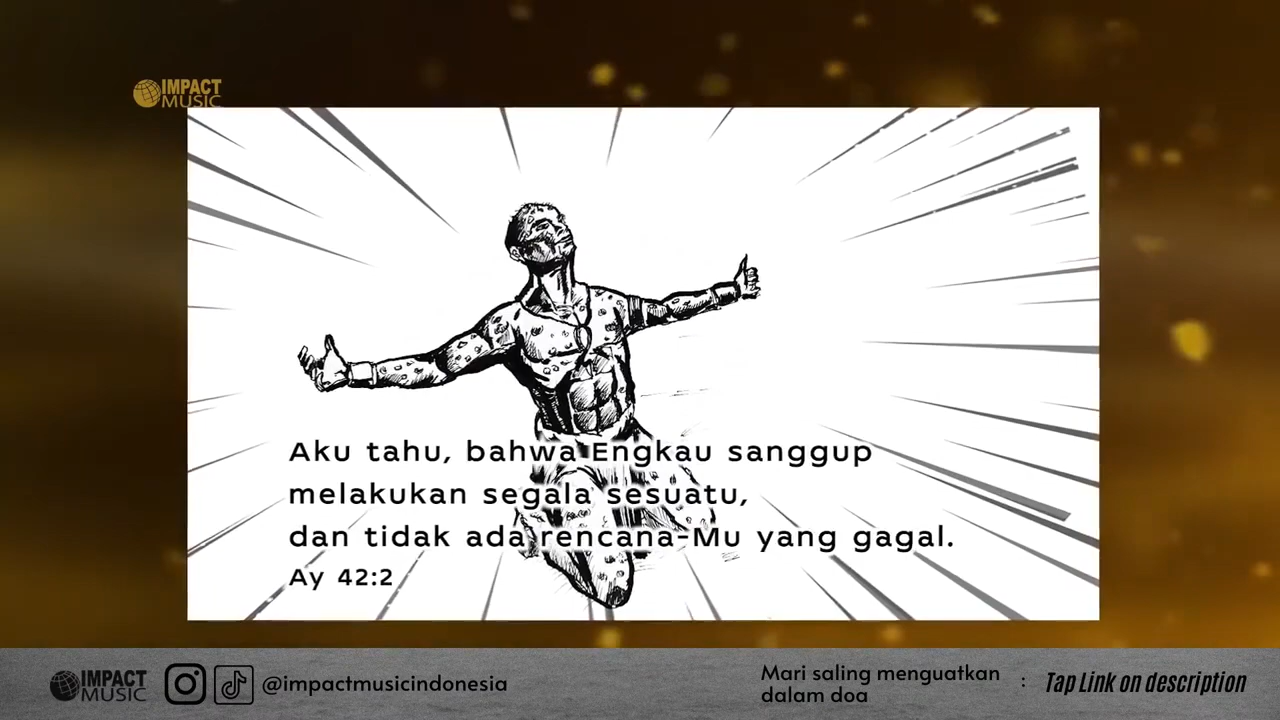 IMPACT
MUSIC
Aku tahu, bahwa Engkau sanggup
melakukan segala sesuatu,
dan tidak ada rencana-Mu yang gagal.
Ay 42:2
IMPACT
MUSIC
@impactmusicindonesia
Mari saling menguatkan
dalam doa
:
Tap Link on description